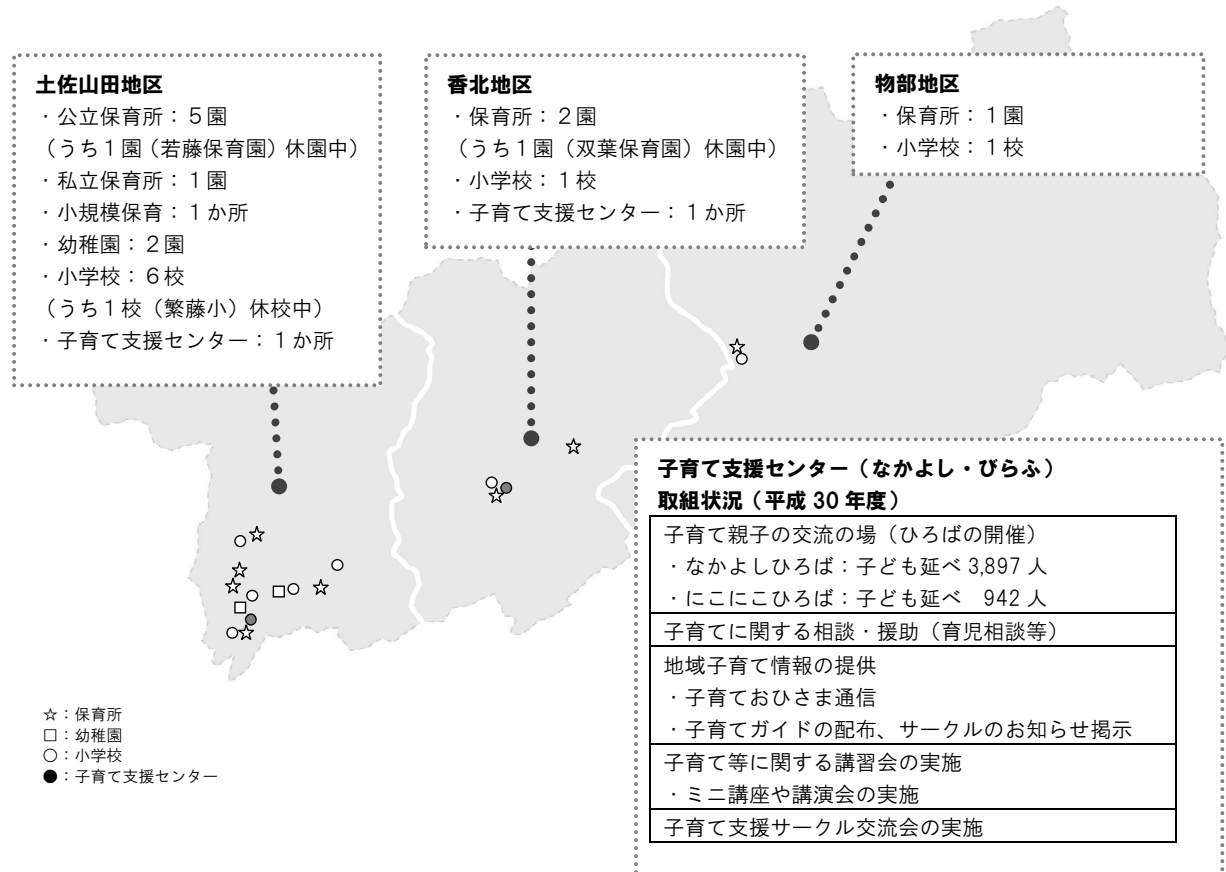 土佐山田地区
・公立保育所：５園
（うち１園（若藤保育園）休園中）
・私立保育所：１園
・小規模保育：１か所
・幼稚園：２園
・小学校：６校
（うち１校（繁藤小）休校中）
・子育て支援センター：１か所
香北地区
・保育所：２園
（うち１園（双葉保育園）休園中）
・小学校：１校
・子育て支援センター：１か所
物部地区
・保育所：１園
・小学校：１校
子育て支援センター（なかよし・びらふ）
取組状況（平成 30 年度）
子育て親子の交流の場（ひろばの開催）
・なかよしひろば：子ども延べ 3,897 人
・にこにこひろば：子ども延べ　942 人
子育てに関する相談・援助（育児相談等）
地域子育て情報の提供
・子育ておひさま通信
・子育てガイドの配布、サークルのお知らせ掲示
子育て等に関する講習会の実施
・ミニ講座や講演会の実施
子育て支援サークル交流会の実施
☆：保育所
□：幼稚園
○：小学校
●：子育て支援センター